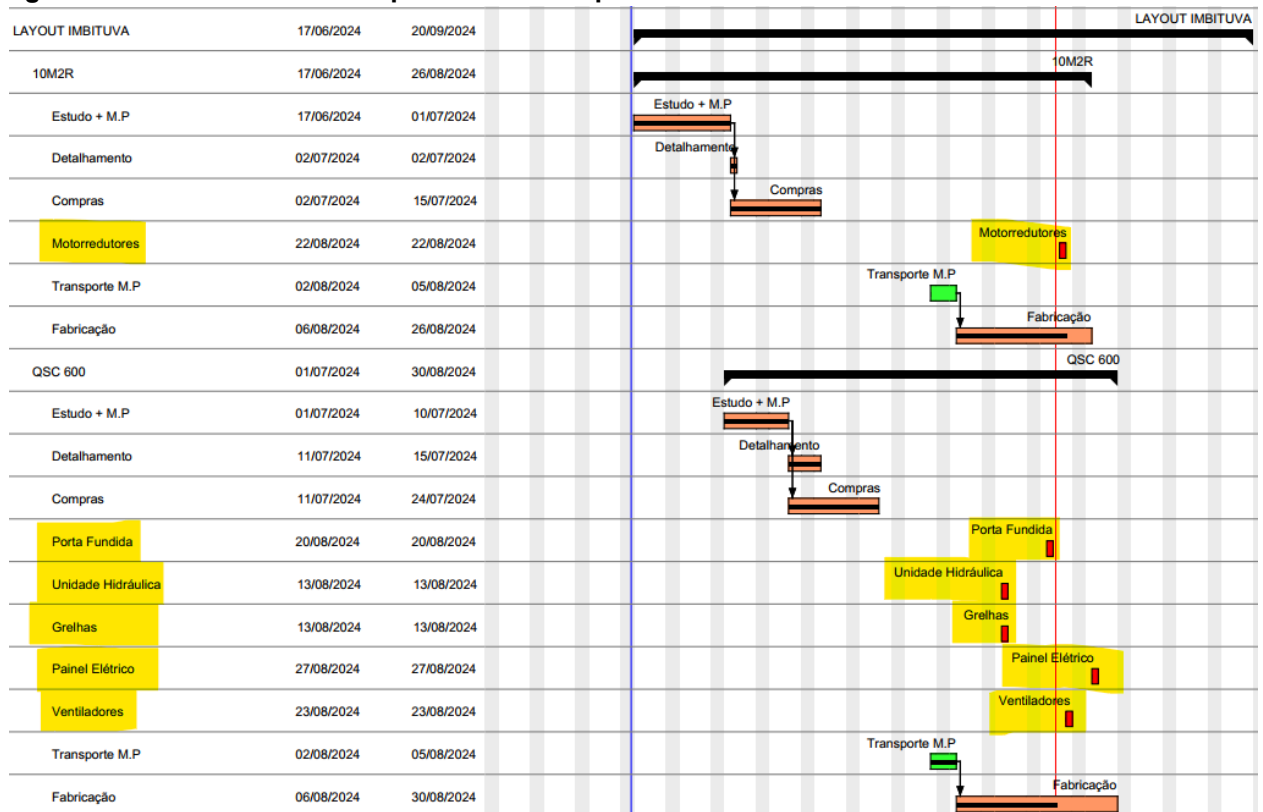 LAYOUT IMBITUVA 17/06/2024 20/09/2024 LAYOUT IMBITUVA
10M2R 17/06/2024 26/08/2024 10M2R
Estudo + M.P 17/06/2024 01/07/2024 Estudo + M.P
Detalhamento 02/07/2024 02/07/2024 Detalhamento
Compras 02/07/2024 15/07/2024 Compras
Motorredutores 22/08/2024 22/08/2024 Motorredutores
Transporte M.P 02/08/2024 05/08/2024 Transporte M.P
Fabricação 06/08/2024 26/08/2024 Fabricação
QSC 600 01/07/2024 30/08/2024 QSC 600
Estudo + M.P 01/07/2024 10/07/2024 Estudo + M.P
Detalhamento 11/07/2024 15/07/2024 Detalhamento
Compras 11/07/2024 24/07/2024 Compras
Porta Fundida 20/08/2024 20/08/2024 Porta Fundida
Unidade Hidráulica 13/08/2024 13/08/2024 Unidade Hidráulica
Grelhas 13/08/2024 13/08/2024 Grelhas
Painel Elétrico 27/08/2024 27/08/2024 Painel Elétrico
Ventiladores 23/08/2024 23/08/2024 Ventiladores
Transporte M.P 02/08/2024 05/08/2024 Transporte M.P
Fabricação 06/08/2024 30/08/2024 Fabricação